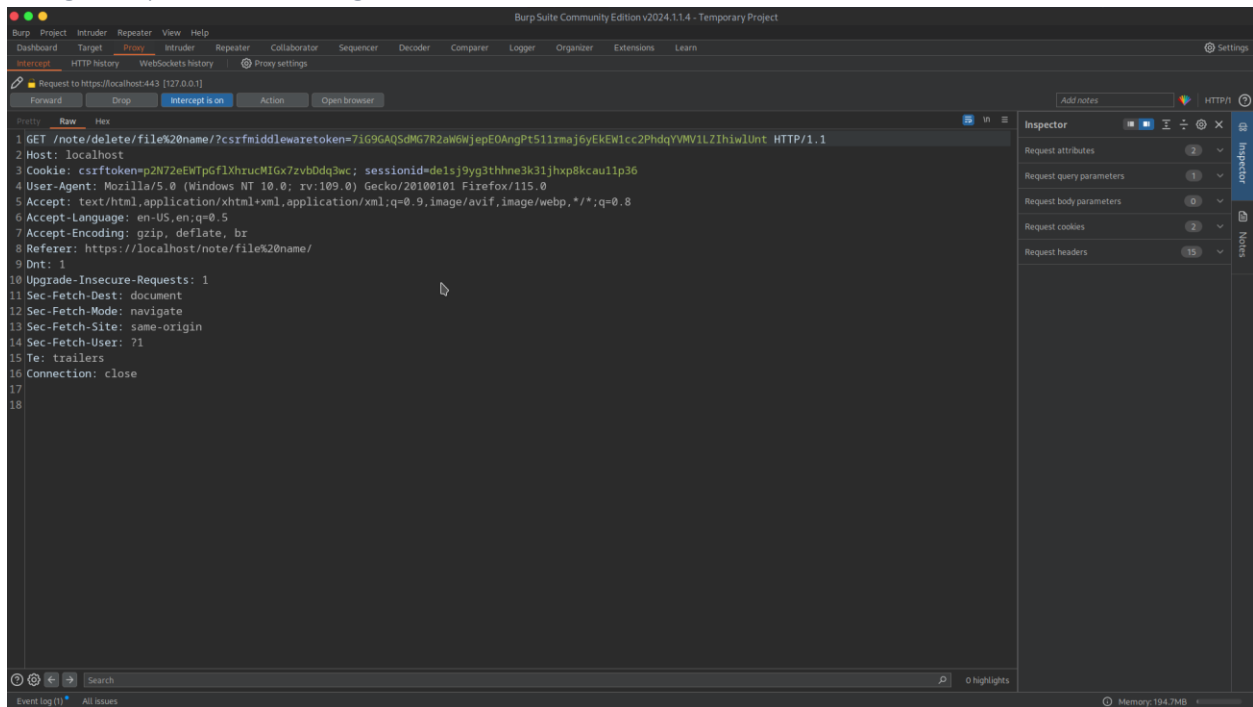 Burp Suite Community Edition v2024.1.1.4 - Temporary Project
Burp Project Intruder Repeater View Help
Dashboard Target Proxy Intruder Repeater Collaborator Sequencer Decoder Comparer Logger Organizer Extensions Learn Settings
Intercept HTTP history WebSockets history Proxy settings
Request to https://localhost:443 [127.0.0.1]
Forward Drop Intercept is on Action Open browser Add notes HTTP/1
Pretty Raw Hex \n
Inspector
1 GET /note/delete/file%20name/?csrfmiddlewaretoken=7iG9GAQSdMG7R2aW6WjepEOAngPt511rmaj6yEkEW1cc2PhdqYVMV1LZIhiwlUnt HTTP/1.1
2 Host: localhost
3 Cookie: csrftoken=p2N72eEWTpGflXhrucMIGx7zvbDdq3wc; sessionid=de1sj9yg3thhne3k31jhxp8kcau11p36
4 User-Agent: Mozilla/5.0 (Windows NT 10.0; rv:109.0) Gecko/20100101 Firefox/115.0
5 Accept: text/html,application/xhtml+xml,application/xml;q=0.9,image/avif,image/webp,*/*;q=0.8
6 Accept-Language: en-US,en;q=0.5
7 Accept-Encoding: gzip, deflate, br
8 Referer: https://localhost/note/file%20name/
9 Dnt: 1
10 Upgrade-Insecure-Requests: 1
11 Sec-Fetch-Dest: document
12 Sec-Fetch-Mode: navigate
13 Sec-Fetch-Site: same-origin
14 Sec-Fetch-User: ?1
15 Te: trailers
16 Connection: close
17
18
Request attributes 2
Request query parameters 1
Request body parameters 0
Request cookies 2
Request headers 15
Inspector
Notes
Search 0 highlights
Event log (1) All issues Memory: 194.7MB